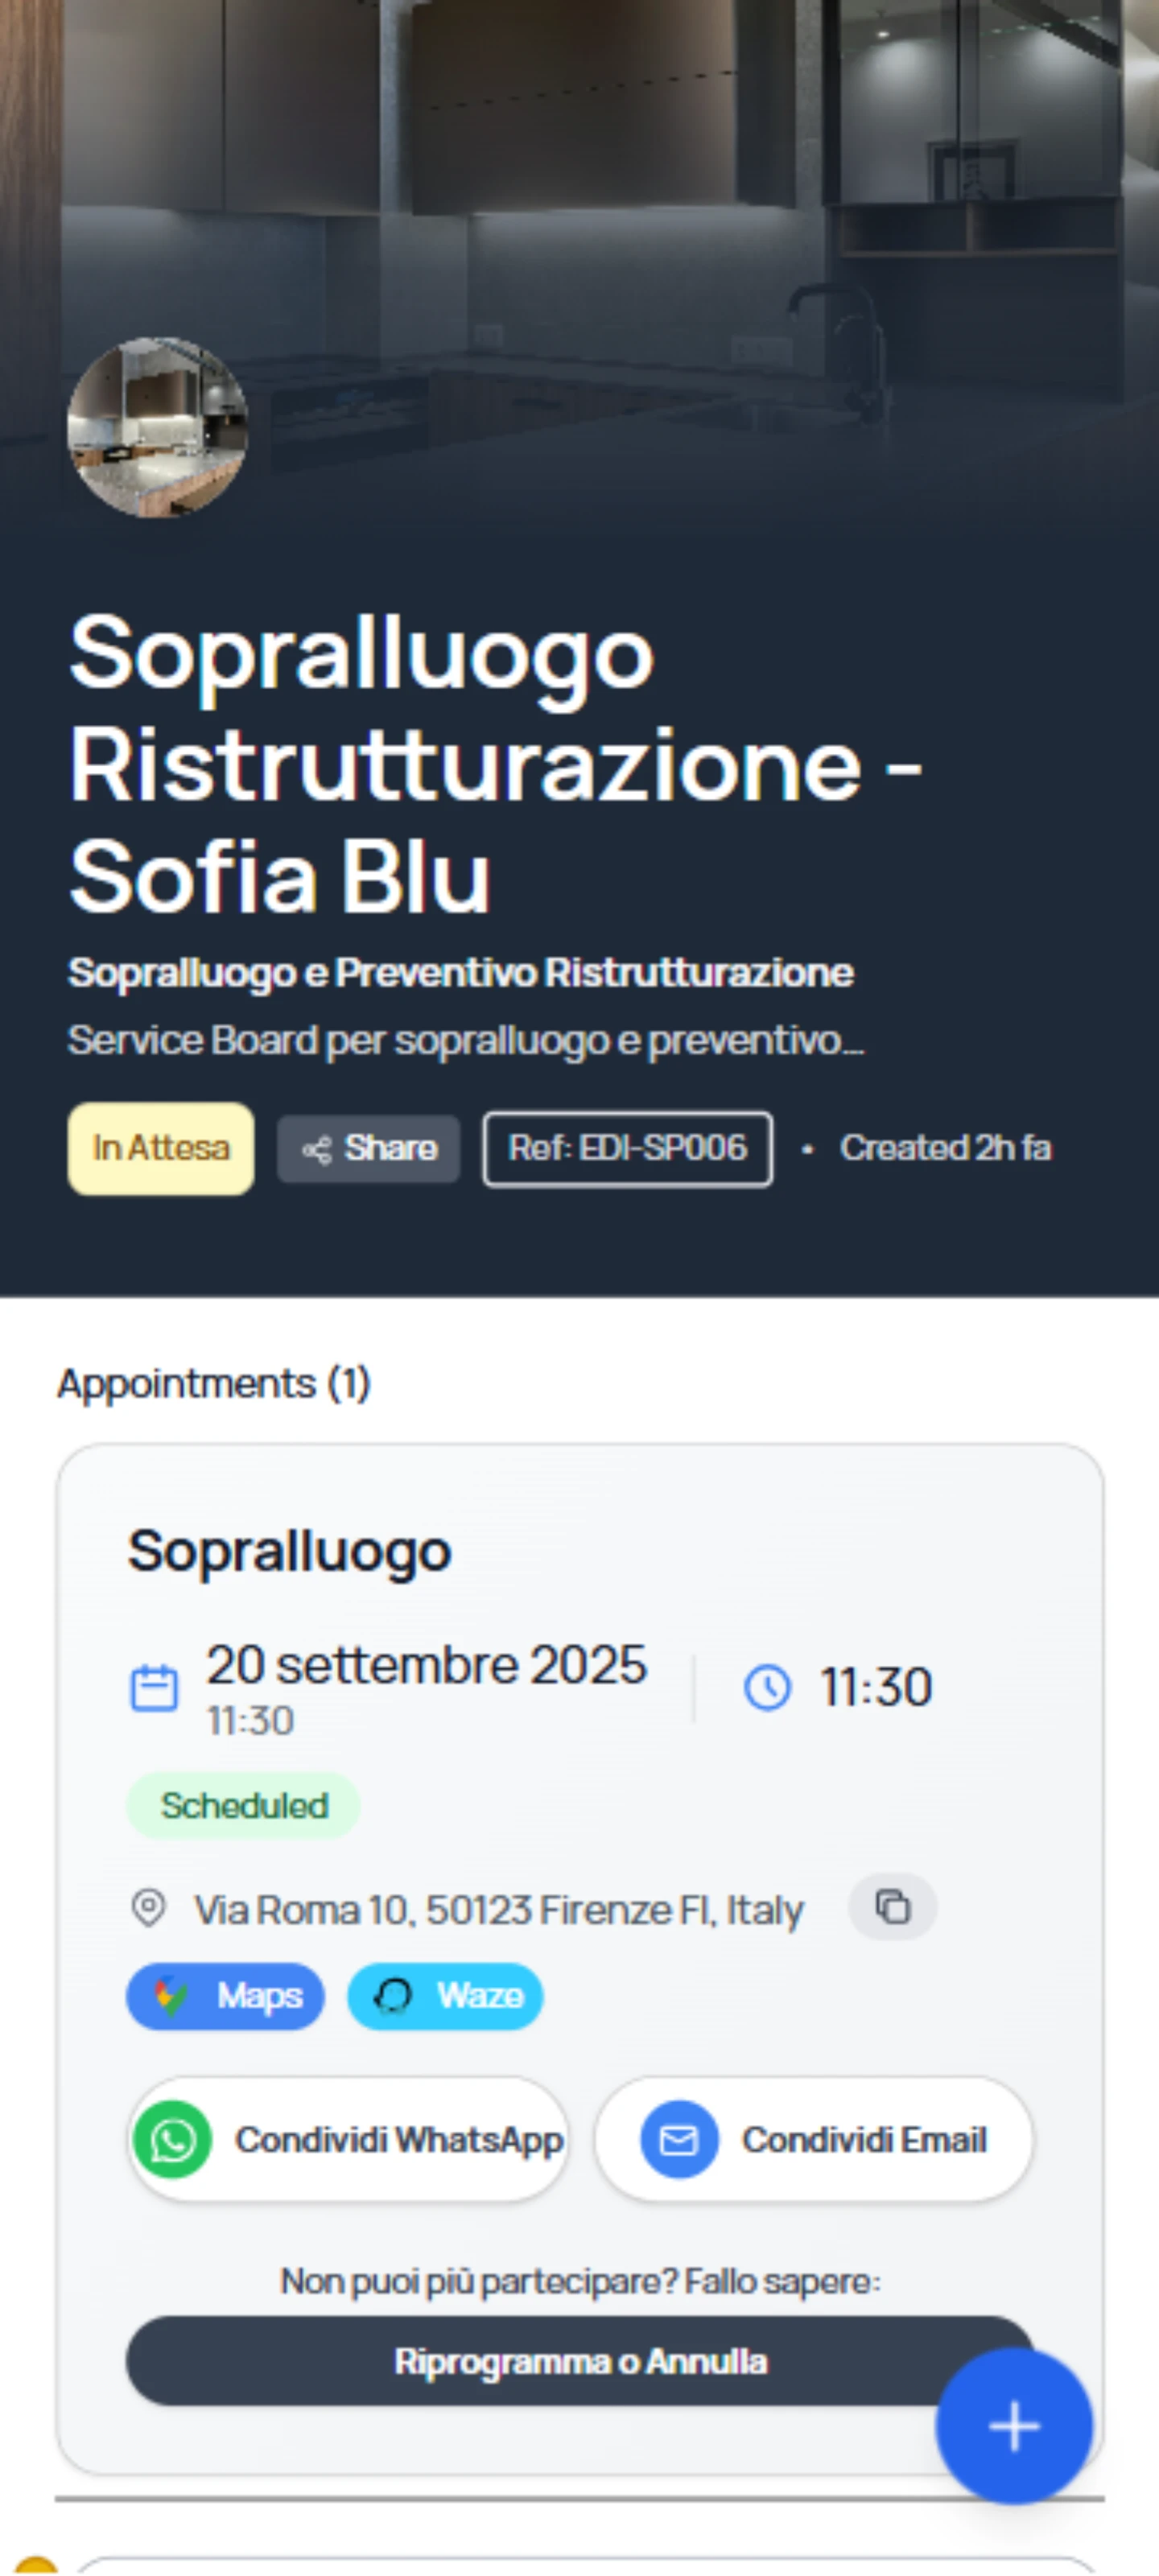 Sopralluogo
Ristrutturazione -
Sofia Blu
Sopralluogo e Preventivo Ristrutturazione
Service Board per sopralluogo e preventivo...
In Attesa Share Ref: EDI-SP006 • Created 2h fa
Appointments (1)
Sopralluogo
20 settembre 2025
11:30
11:30
Scheduled
Via Roma 10, 50123 Firenze FI, Italy
Maps Waze
Condividi WhatsApp Condividi Email
Non puoi più partecipare? Fallo sapere:
Riprogramma o Annulla